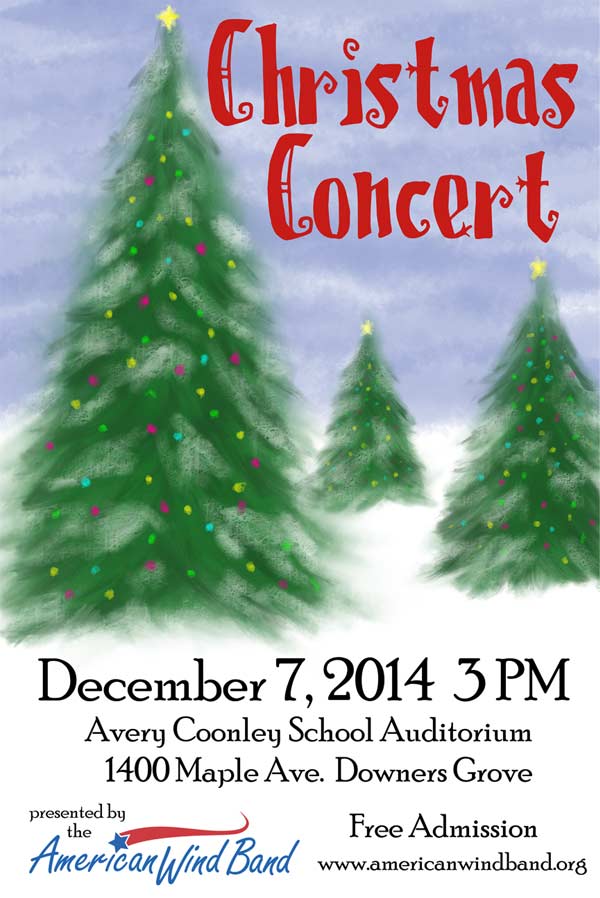 Christmas
Concert
December 7, 2014 3 PM
Avery Coonley School Auditorium
1400 Maple Ave. Downers Grove
presented by
the
American Wind Band
Free Admission
www.americanwindband.org